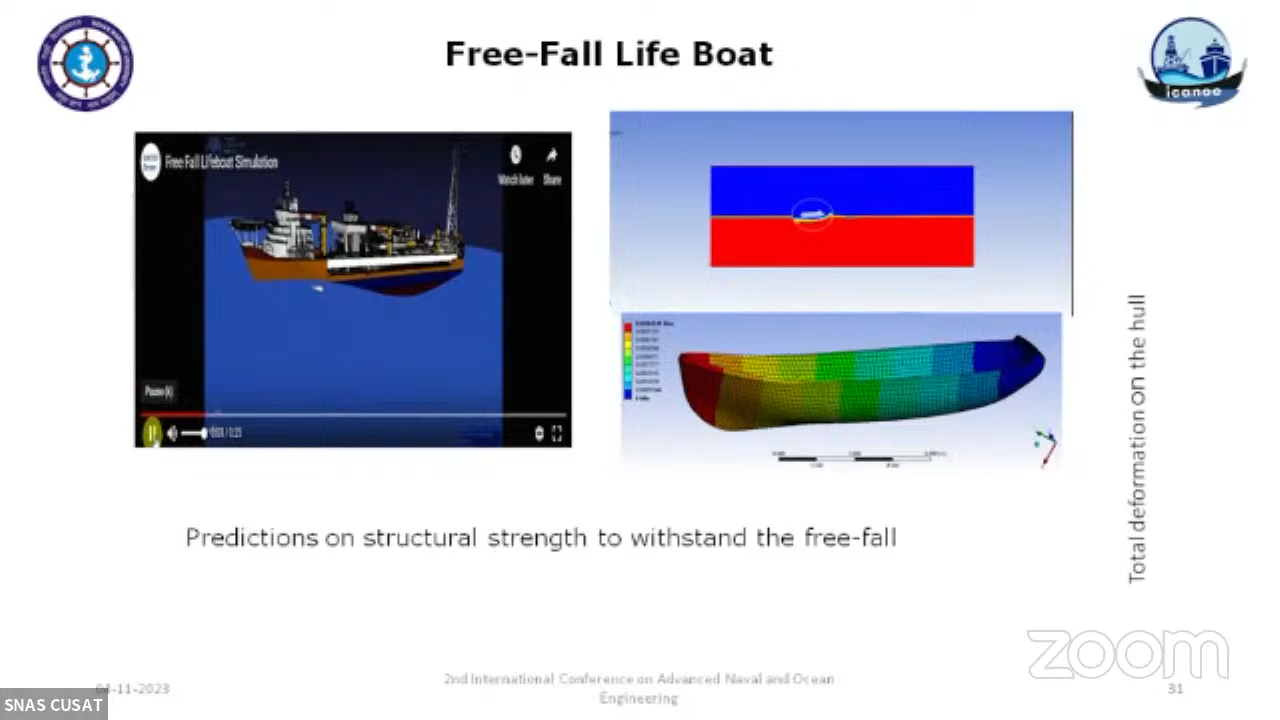 Free-Fall Life Boat
icanoe
Free Fall Lifeboat Simulation
Watch later
Share
Pause (k)
Total deformation on the hull
Predictions on structural strength to withstand the free-fall
zoom
04-11-2023
2nd International Conference on Advanced Naval and Ocean
Engineering
31
SNAS CUSAT